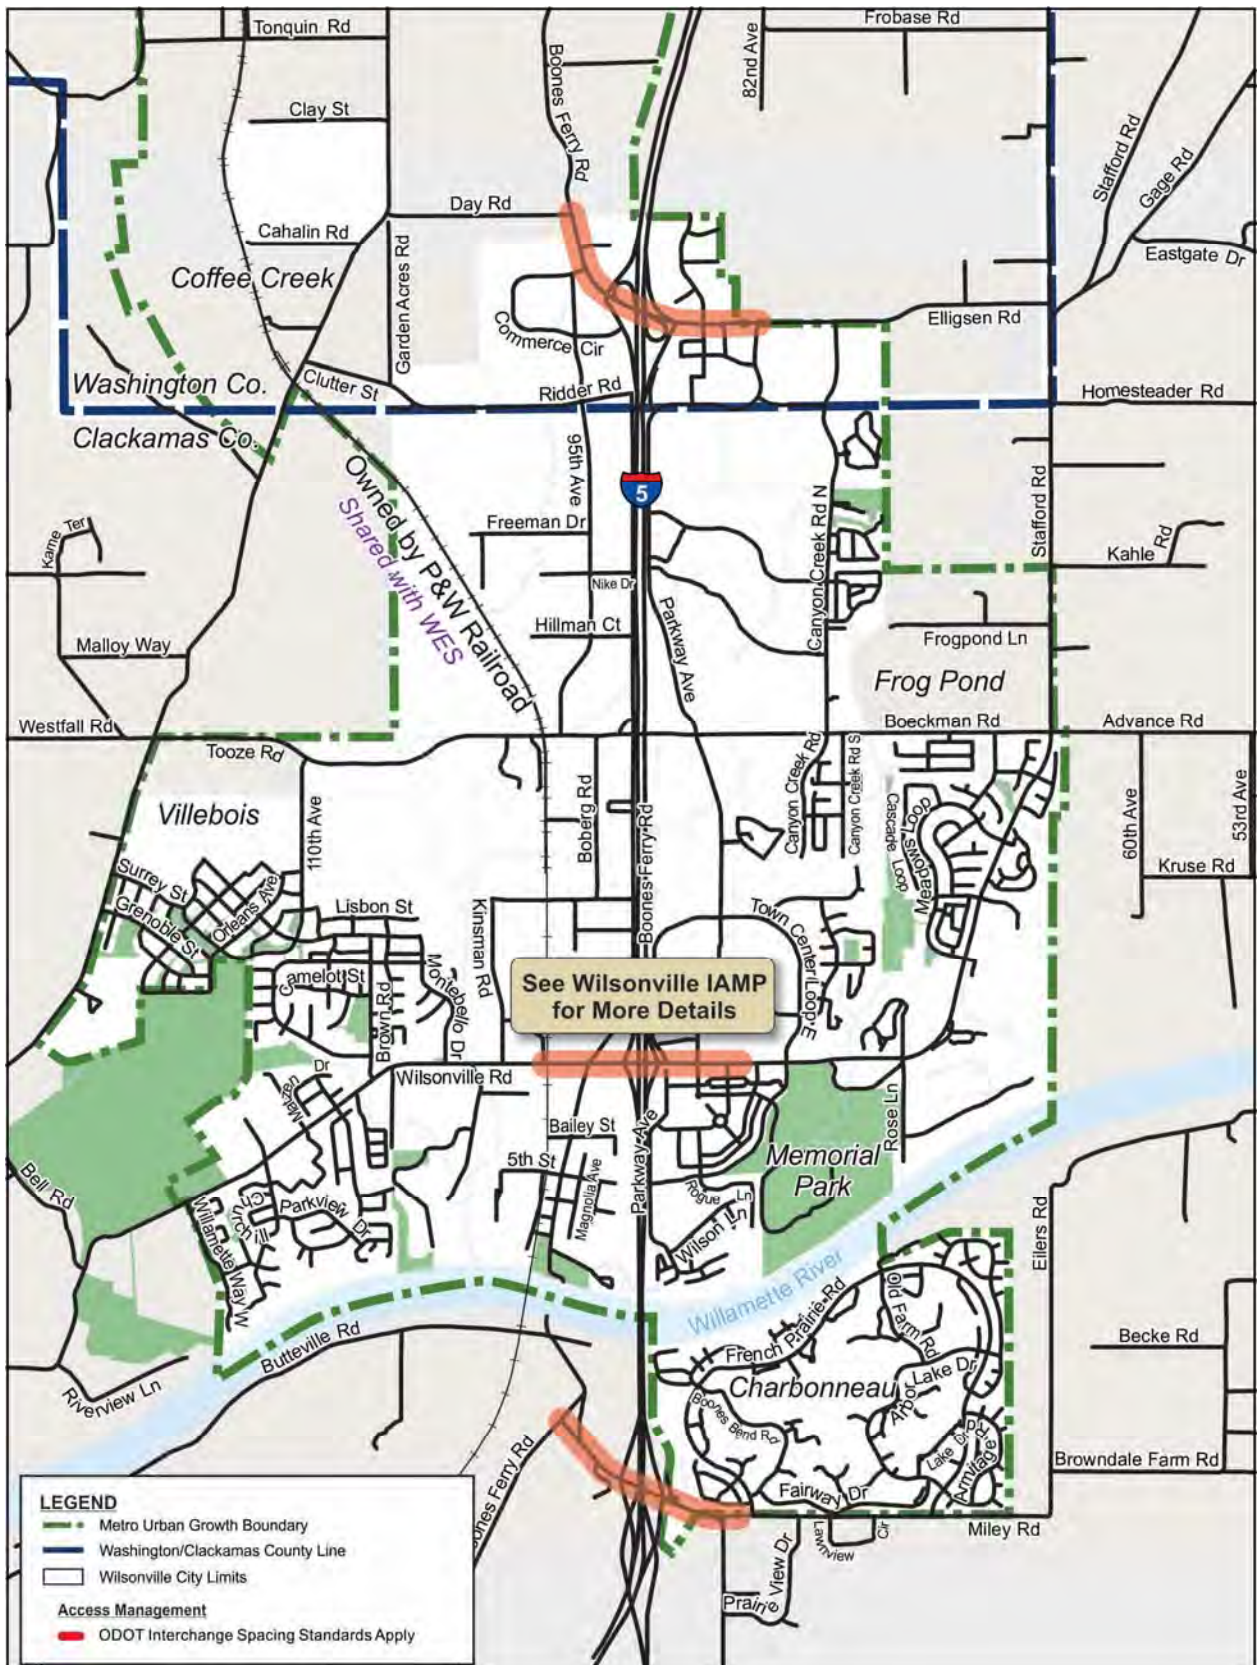 Tonquin Rd
Boones Ferry Rd
82nd Ave
Frobase Rd
Clay St
Stafford Rd
Gage Rd
Day Rd
Cahalin Rd
Eastgate Dr
Coffee Creek
Garden Acres Rd
Commerce Cir
Elligsen Rd
Washington Co.
Clutter St
Ridder Rd
Homesteader Rd
Clackamas Co.
95th Ave
5
Owned by P&W Railroad
Shared with WES
Canyon Creek Rd N
Stafford Rd
Kame Ter
Freeman Dr
Kahle Rd
Nike Dr
Parkway Ave
Hillman Ct
Frogpond Ln
Malloy Way
Frog Pond
Westfall Rd
Boeckman Rd
Advance Rd
Tooze Rd
Villebois
110th Ave
Boberg Rd
Boones Ferry Rd
Canyon Creek Rd
Canyon Creek Rd S
Cascade Loop
Meadows Loop
60th Ave
53rd Ave
Kruse Rd
Surrey St
Grenoble St
Orleans Ave
Lisbon St
Kinsman Rd
Town Center Loop E
Camelot St
Brown Rd
Montebello Dr
See Wilsonville IAMP
for More Details
Wilsonville Rd
Matzen Dr
Rose Ln
Bailey St
5th St
Magnolia Ave
Parkway Ave
Memorial
Park
Rogue Ln
Wilson Ln
Bell Rd
Churchill
Parkview Dr
Willamette Way W
Eilers Rd
Willamette River
Old Farm Rd
French Prairie Rd
Becke Rd
Butteville Rd
Riverview Ln
Charbonneau
Arbor Lake Dr
Boones Bend Rd
Lake Dr
Armitage Rd
Browndale Farm Rd
Fairway Dr
oones Ferry Rd
Lawnview Cir
Miley Rd
Prairie View Dr
LEGEND
Metro Urban Growth Boundary
Washington/Clackamas County Line
Wilsonville City Limits
Access Management
ODOT Interchange Spacing Standards Apply